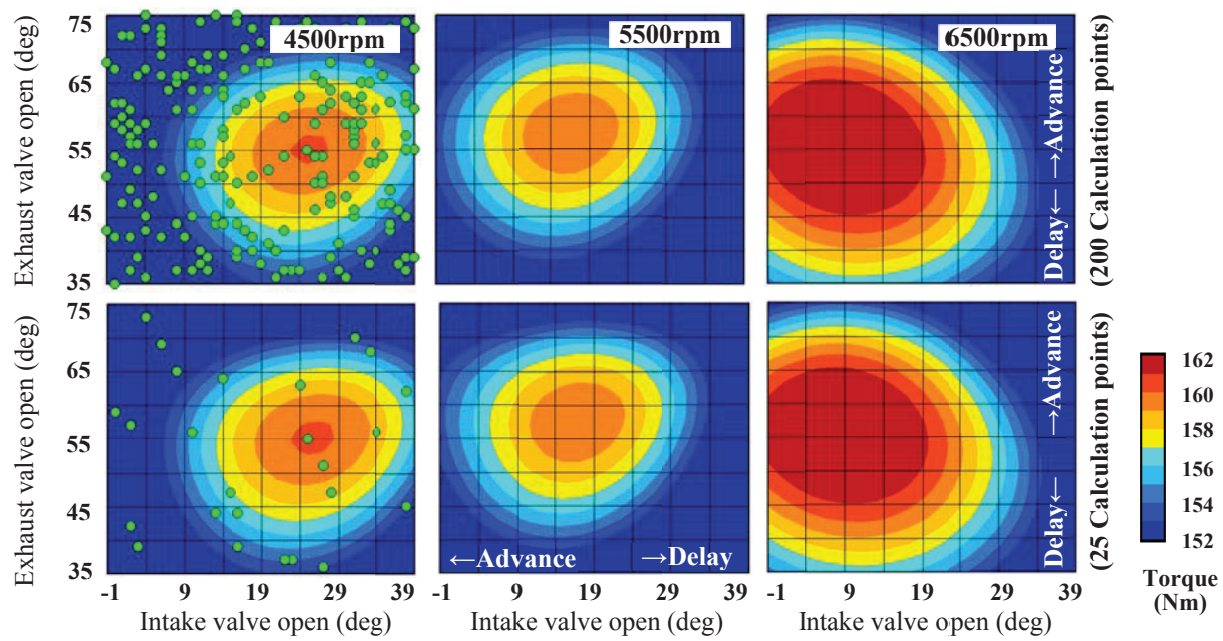 4500rpm
5500rpm
6500rpm
Exhaust valve open (deg)
75
65
55
45
35
Delay← →Advance
(200 Calculation points)
Exhaust valve open (deg)
75
65
55
45
35
←Advance →Delay
Delay← →Advance
(25 Calculation points)
-1 9 19 29 39
-1 9 19 29 39
-1 9 19 29 39
Intake valve open (deg)
Intake valve open (deg)
Intake valve open (deg)
162
160
158
156
154
152
Torque
(Nm)